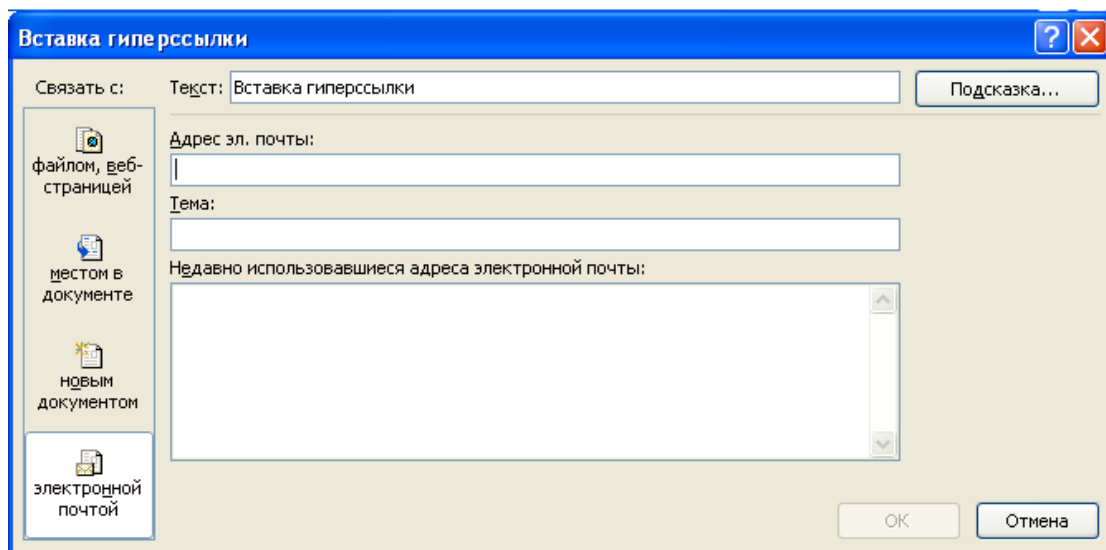 Вставка гиперссылки
Связать с:
Текст: Вставка гиперссылки
Подсказка...
файлом, веб-
страницей
Адрес эл. почты:
Тема:
местом в
документе
Недавно использовавшиеся адреса электронной почты:
новым
документом
электронной
почтой
ОК
Отмена